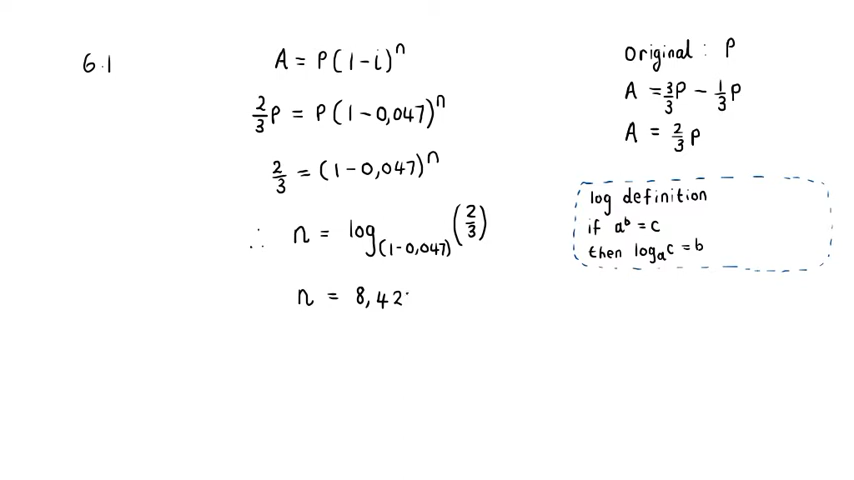 6.1
A = P(1-i)^n
2/3 P = P(1-0,047)^n
2/3 = (1-0,047)^n
∴ n = log_(1-0,047) (2/3)
n = 8,42
Original : P
A = 3/3 P - 1/3 P
A = 2/3 P
log definition
if a^b = c
then log_a c = b